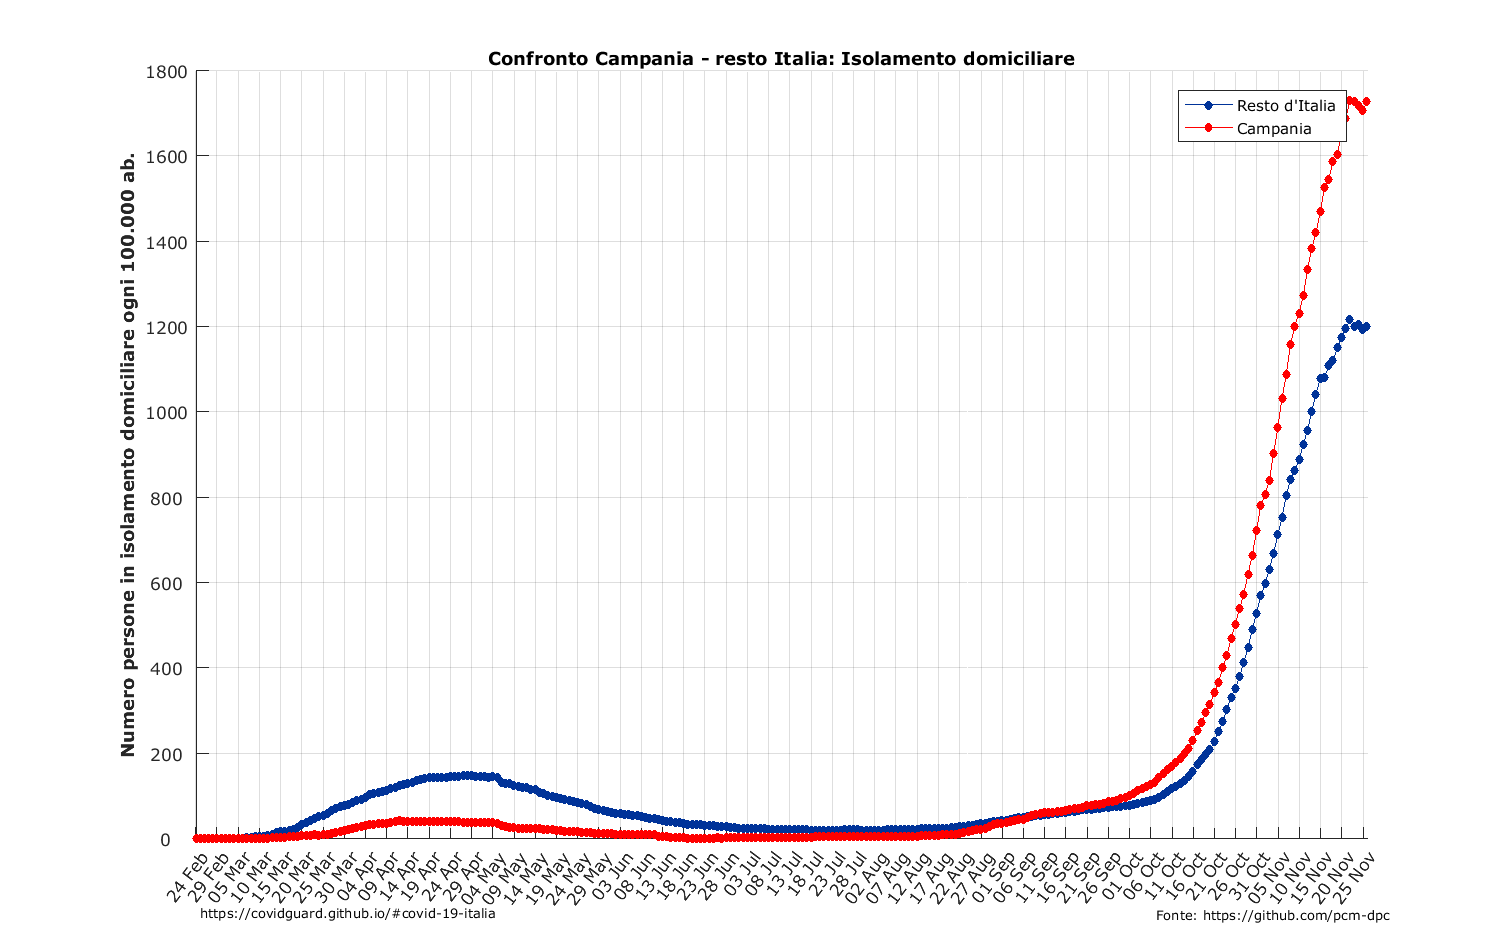 Confronto Campania - resto Italia: Isolamento domiciliare
Numero persone in isolamento domiciliare ogni 100.000 ab.
1800
1600
1400
1200
1000
800
600
400
200
0
Resto d'Italia
Campania
24 Feb
29 Feb
05 Mar
10 Mar
15 Mar
20 Mar
25 Mar
30 Mar
04 Apr
09 Apr
14 Apr
19 Apr
24 Apr
29 Apr
04 May
09 May
14 May
19 May
24 May
29 May
03 Jun
08 Jun
13 Jun
18 Jun
23 Jun
28 Jun
03 Jul
08 Jul
13 Jul
18 Jul
23 Jul
28 Jul
02 Aug
07 Aug
12 Aug
17 Aug
22 Aug
27 Aug
01 Sep
06 Sep
11 Sep
16 Sep
21 Sep
26 Sep
01 Oct
06 Oct
11 Oct
16 Oct
21 Oct
26 Oct
31 Oct
05 Nov
10 Nov
15 Nov
20 Nov
25 Nov
https://covidguard.github.io/#covid-19-italia
Fonte: https://github.com/pcm-dpc